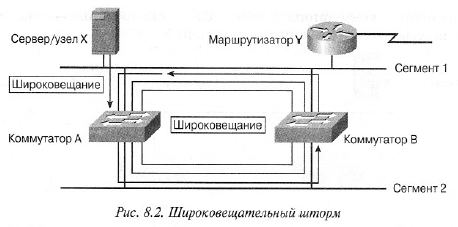 Сервер/узел X
Маршрутизатор Y
Сегмент 1
Широковещание
Коммутатор A
Широковещание
Коммутатор B
Сегмент 2
Рис. 8.2. Широковещательный шторм